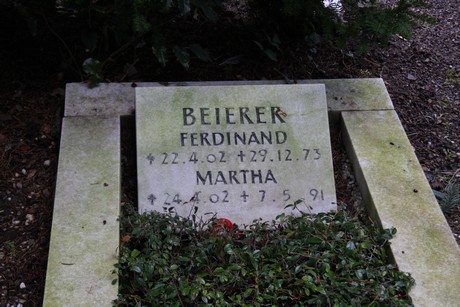 BEIERER
FERDINAND
* 22.4.02 † 29.12.73
MARTHA
* 24.4.02 † 7.5.91